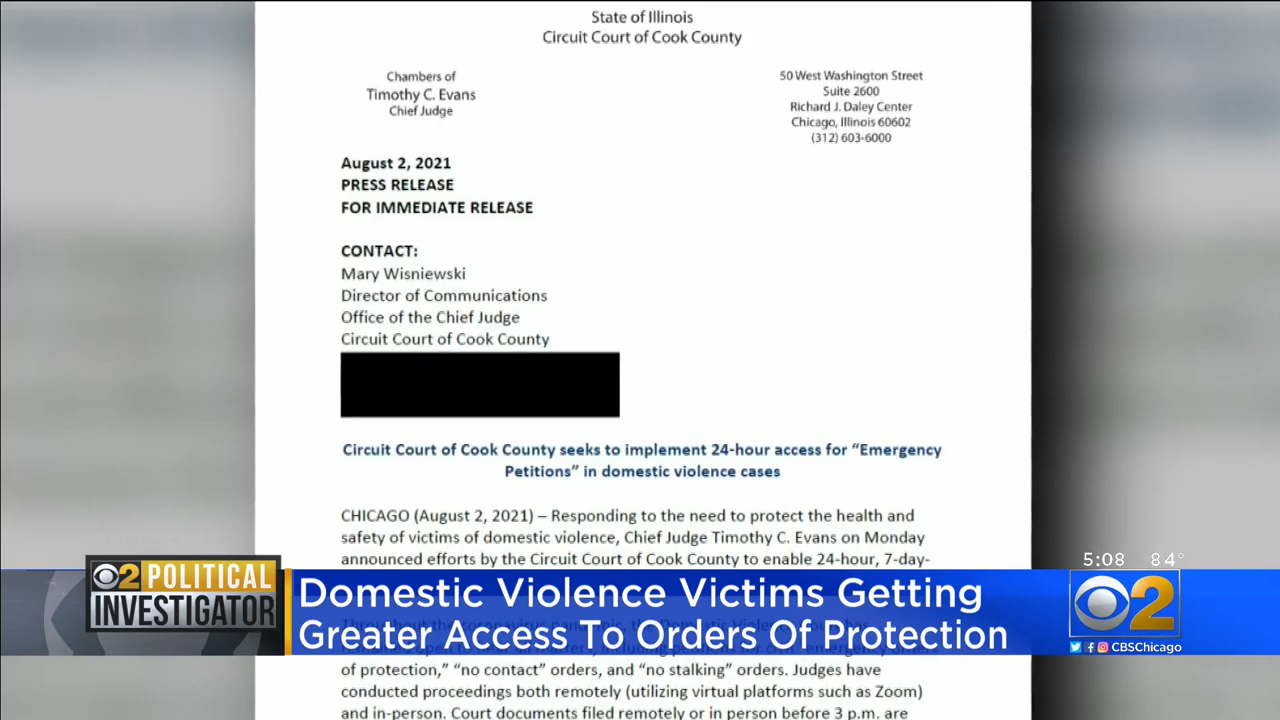 State of Illinois
Circuit Court of Cook County
Chambers of
Timothy C. Evans
Chief Judge
50 West Washington Street
Suite 2600
Richard J. Daley Center
Chicago, Illinois 60602
(312) 603-6000
August 2, 2021
PRESS RELEASE
FOR IMMEDIATE RELEASE
CONTACT:
Mary Wisniewski
Director of Communications
Office of the Chief Judge
Circuit Court of Cook County
Circuit Court of Cook County seeks to implement 24-hour access for “Emergency
Petitions” in domestic violence cases
CHICAGO (August 2, 2021) – Responding to the need to protect the health and
safety of victims of domestic violence, Chief Judge Timothy C. Evans on Monday
announced efforts by the Circuit Court of Cook County to enable 24-hour, 7-day-
of protection,” “no contact” orders, and “no stalking” orders. Judges have
conducted proceedings both remotely (utilizing virtual platforms such as Zoom)
and in-person. Court documents filed remotely or in person before 3 p.m. are
2 POLITICAL
INVESTIGATOR
Domestic Violence Victims Getting
Greater Access To Orders Of Protection
5:08 84°
2
CBSChicago